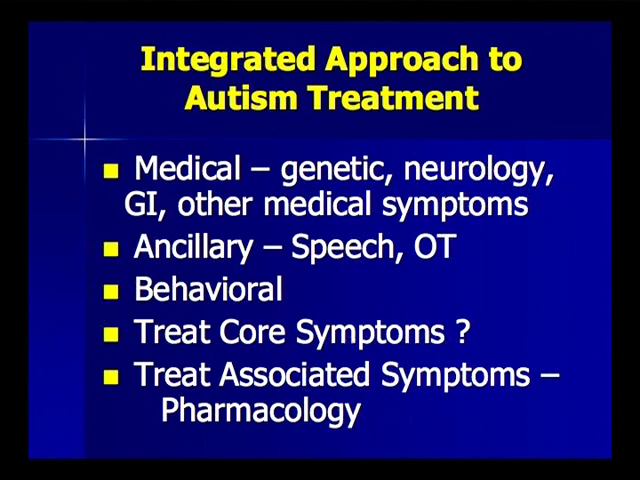 Integrated Approach to
Autism Treatment
Medical – genetic, neurology,
GI, other medical symptoms
Ancillary – Speech, OT
Behavioral
Treat Core Symptoms ?
Treat Associated Symptoms –
Pharmacology